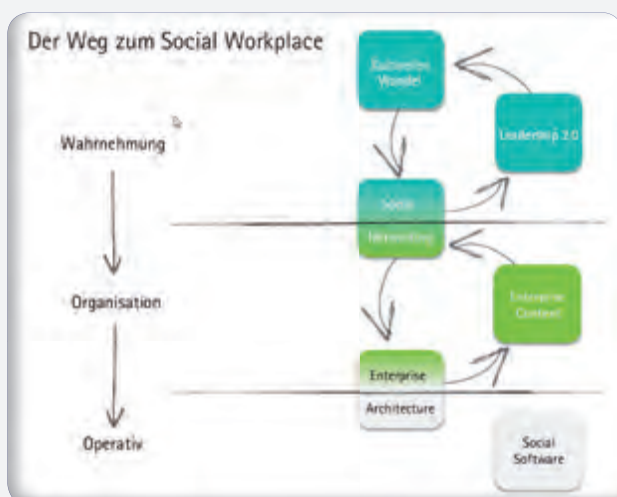 Der Weg zum Social Workplace
Kultureller
Wandel
Wahrnehmung
Leadership 2.0
Social
Networking
Organisation
Enterprise
Content
Enterprise
Architecture
Operativ
Social
Software